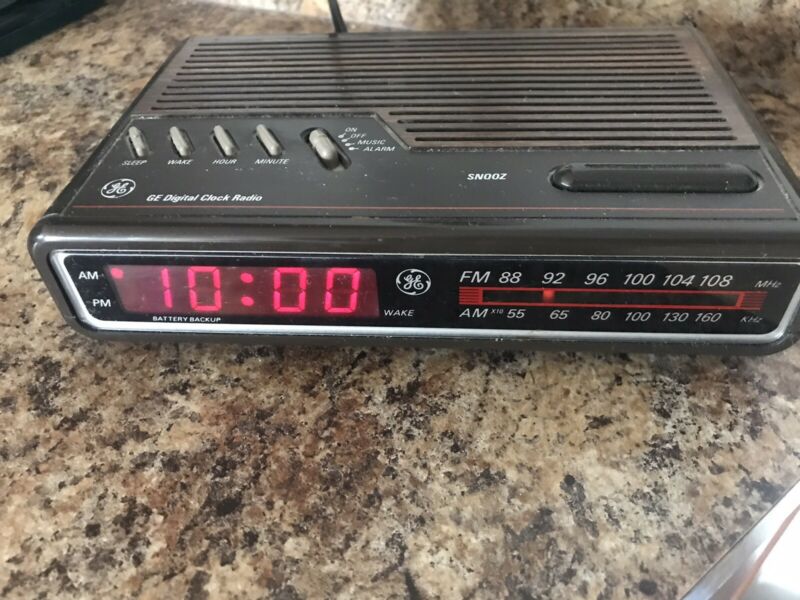 ON
OFF
MUSIC
ALARM
SLEEP WAKE HOUR MINUTE
SNOOZ
GE GE Digital Clock Radio
AM
PM
10:00
BATTERY BACKUP
GE
WAKE
FM 88 92 96 100 104 108 MHz
AM X10 55 65 80 100 130 160 KHz